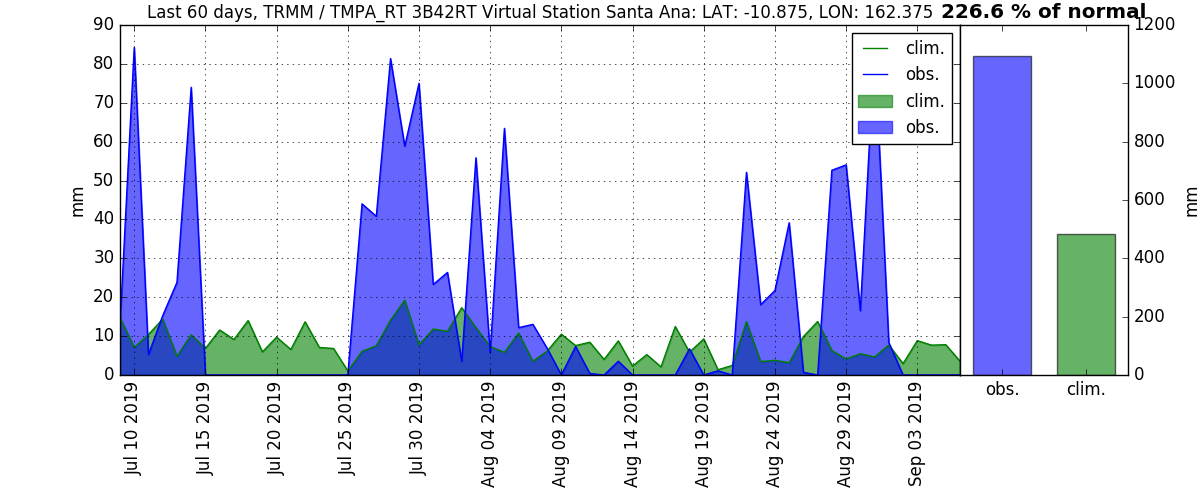 Last 60 days, TRMM / TMPA_RT 3B42RT Virtual Station Santa Ana: LAT: -10.875, LON: 162.375
226.6 % of normal
90
80
70
60
50
40
30
20
10
0
mm
clim.
obs.
clim.
obs.
1200
1000
800
600
400
200
0
mm
obs.
clim.
Jul 10 2019
Jul 15 2019
Jul 20 2019
Jul 25 2019
Jul 30 2019
Aug 04 2019
Aug 09 2019
Aug 14 2019
Aug 19 2019
Aug 24 2019
Aug 29 2019
Sep 03 2019